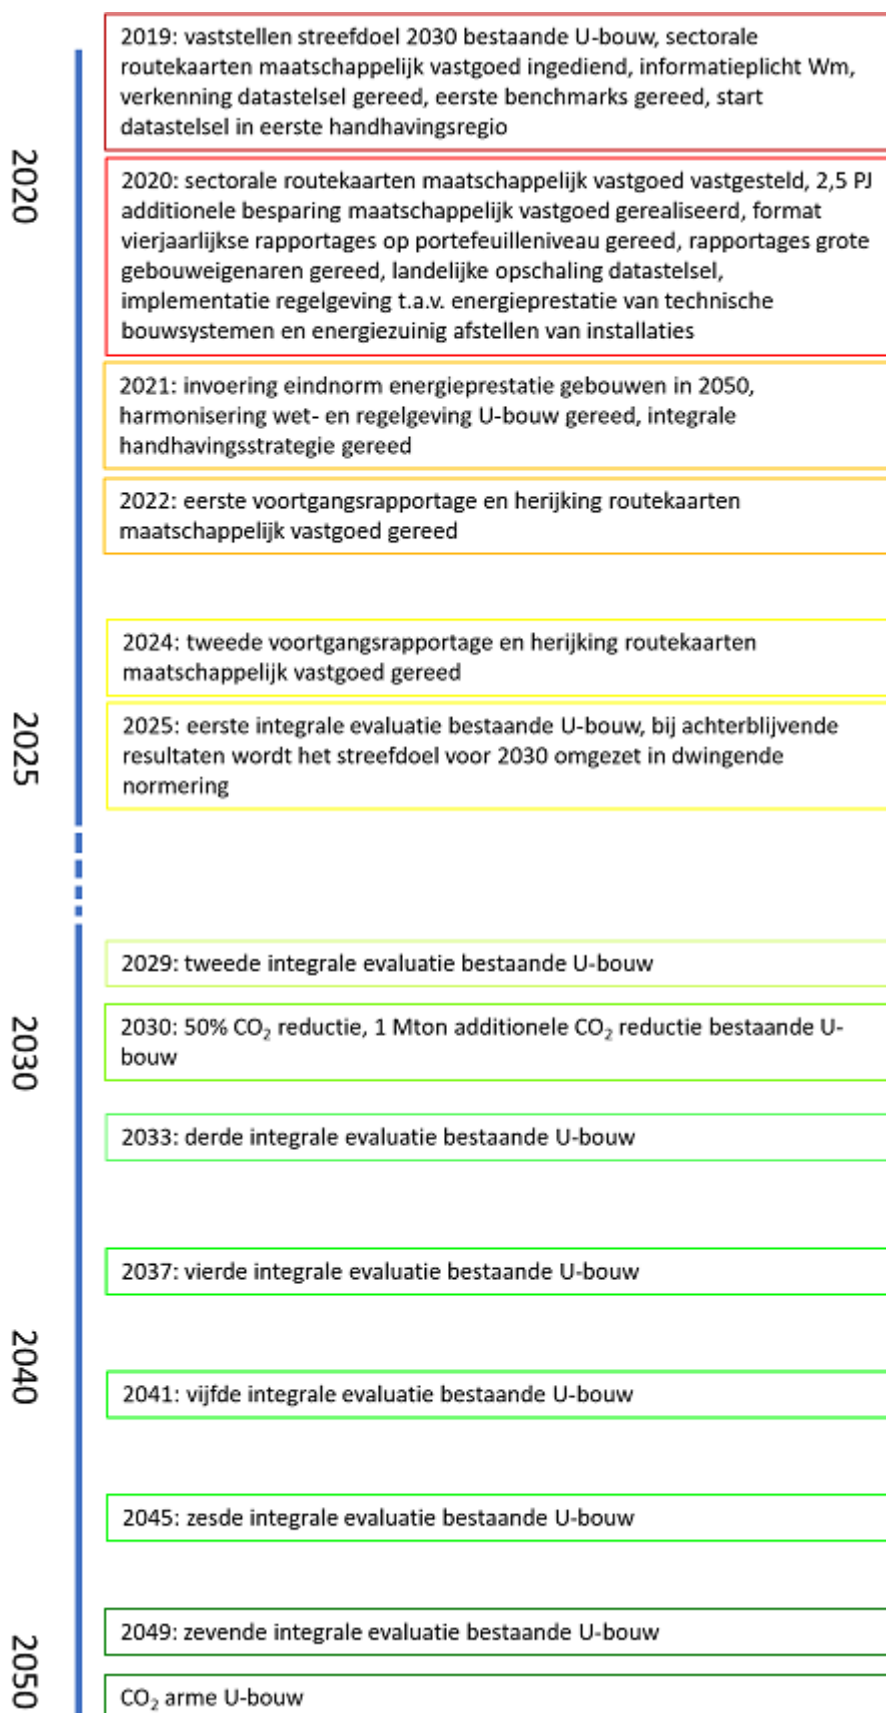 2019: vaststellen streefdoel 2030 bestaande U-bouw, sectorale
routekaarten maatschappelijk vastgoed ingediend, informatieplicht Wm,
verkenning datastelsel gereed, eerste benchmarks gereed, start
datastelsel in eerste handhavingsregio
2020
2020: sectorale routekaarten maatschappelijk vastgoed vastgesteld, 2,5 PJ
additionele besparing maatschappelijk vastgoed gerealiseerd, format
vierjaarlijkse rapportages op portefeuilleniveau gereed, rapportages grote
gebouweigenaren gereed, landelijke opschaling datastelsel,
implementatie regelgeving t.a.v. energieprestatie van technische
bouwsystemen en energiezuinig afstellen van installaties
2021: invoering eindnorm energieprestatie gebouwen in 2050,
harmonisering wet- en regelgeving U-bouw gereed, integrale
handhavingsstrategie gereed
2022: eerste voortgangsrapportage en herijking routekaarten
maatschappelijk vastgoed gereed
2024: tweede voortgangsrapportage en herijking routekaarten
maatschappelijk vastgoed gereed
2025
2025: eerste integrale evaluatie bestaande U-bouw, bij achterblijvende
resultaten wordt het streefdoel voor 2030 omgezet in dwingende
normering
2029: tweede integrale evaluatie bestaande U-bouw
2030
2030: 50% CO₂ reductie, 1 Mton additionele CO₂ reductie bestaande U-
bouw
2033: derde integrale evaluatie bestaande U-bouw
2037: vierde integrale evaluatie bestaande U-bouw
2040
2041: vijfde integrale evaluatie bestaande U-bouw
2045: zesde integrale evaluatie bestaande U-bouw
2049: zevende integrale evaluatie bestaande U-bouw
2050
CO₂ arme U-bouw